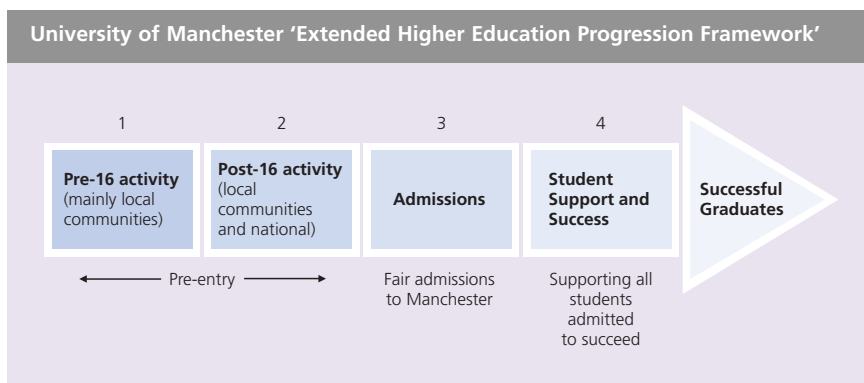 University of Manchester ‘Extended Higher Education Progression Framework’
1
2
3
4
Pre-16 activity
(mainly local
communities)
Post-16 activity
(local
communities
and national)
Admissions
Student
Support and
Success
Successful
Graduates
Pre-entry
Fair admissions
to Manchester
Supporting all
students
admitted
to succeed